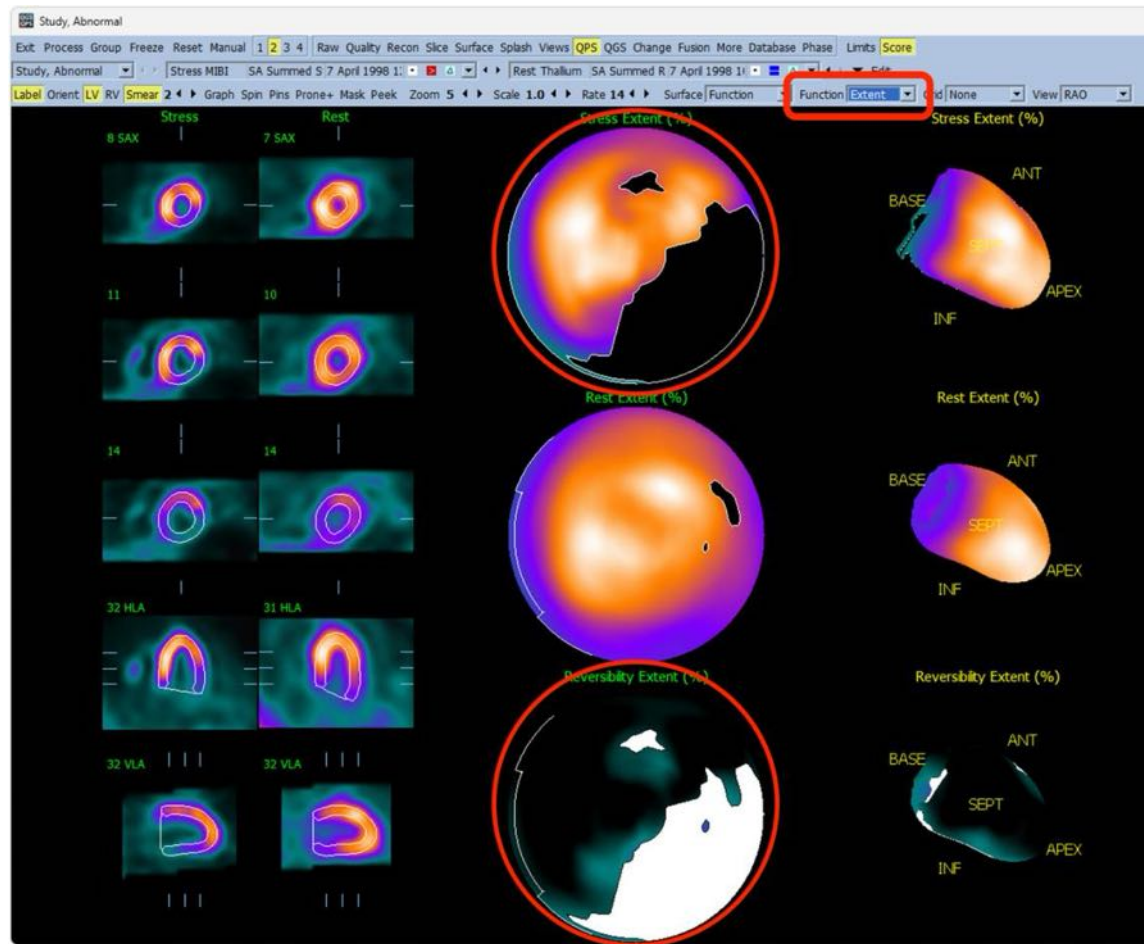 Study, Abnormal
Exit Process Group Freeze Reset Manual 1 2 3 4 Raw Quality Recon Slice Surface Splash Views QPS QGS Change Fusion More Database Phase Limits Score
Study, Abnormal Stress MIBI SA Summed S 7 April 1998 1 Rest Thallium SA Summed R 7 April 1998 1 Edit
Label Orient LV RV Smear 2 Graph Spin Pins Prone+ Mask Peek Zoom 5 Scale 1.0 Rate 14 Surface Function Function Extent Grid None View RAO
Stress Rest Stress Extent (%) Stress Extent (%)
8 SAX 7 SAX
ANT
BASE
SEPT
APEX
INF
11 10
Rest Extent (%) Rest Extent (%)
14 14
ANT
BASE
SEPT
APEX
INF
32 HLA 31 HLA
Reversibility Extent (%) Reversibility Extent (%)
ANT
BASE
32 VLA 32 VLA
SEPT
APEX
INF